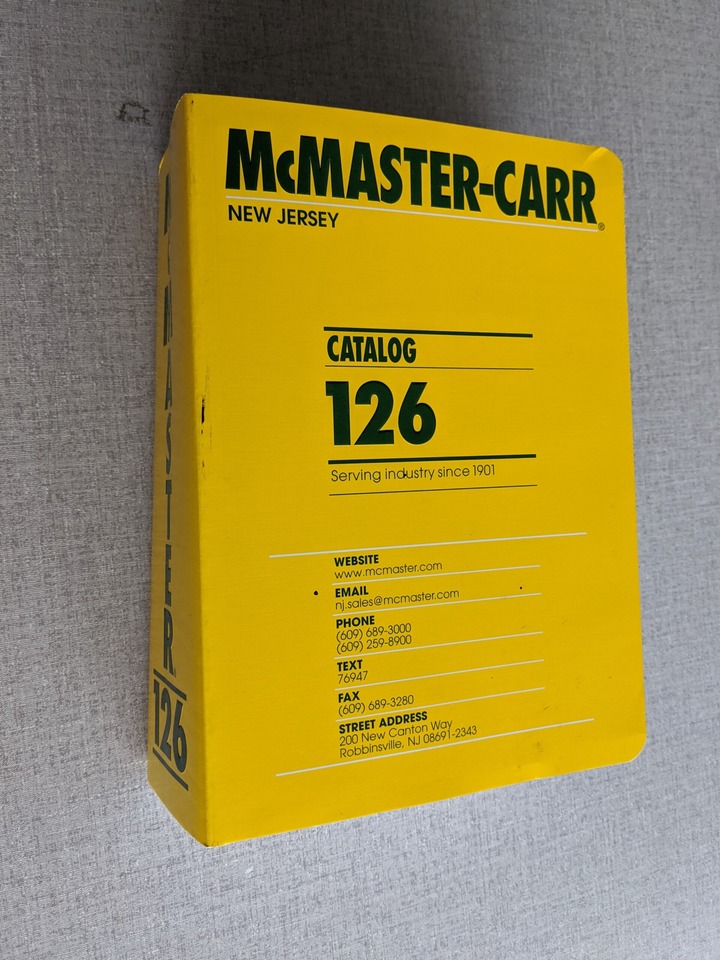 McMASTER-CARR®
NEW JERSEY
CATALOG
126
Serving industry since 1901
WEBSITE
www.mcmaster.com
EMAIL
nj.sales@mcmaster.com
PHONE
(609) 689-3000
(609) 259-8900
TEXT
76947
FAX
(609) 689-3280
STREET ADDRESS
200 New Canton Way
Robbinsville, NJ 08691-2343
McMASTER
126